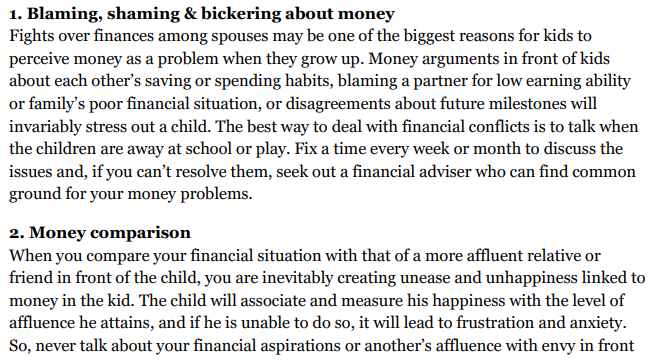 1. Blaming, shaming & bickering about money
Fights over finances among spouses may be one of the biggest reasons for kids to
perceive money as a problem when they grow up. Money arguments in front of kids
about each other's saving or spending habits, blaming a partner for low earning ability
or family's poor financial situation, or disagreements about future milestones will
invariably stress out a child. The best way to deal with financial conflicts is to talk when
the children are away at school or play. Fix a time every week or month to discuss the
issues and, if you can't resolve them, seek out a financial adviser who can find common
ground for your money problems.
2. Money comparison
When you compare your financial situation with that of a more affluent relative or
friend in front of the child, you are inevitably creating unease and unhappiness linked to
money in the kid. The child will associate and measure his happiness with the level of
affluence he attains, and if he is unable to do so, it will lead to frustration and anxiety.
So, never talk about your financial aspirations or another's affluence with envy in front